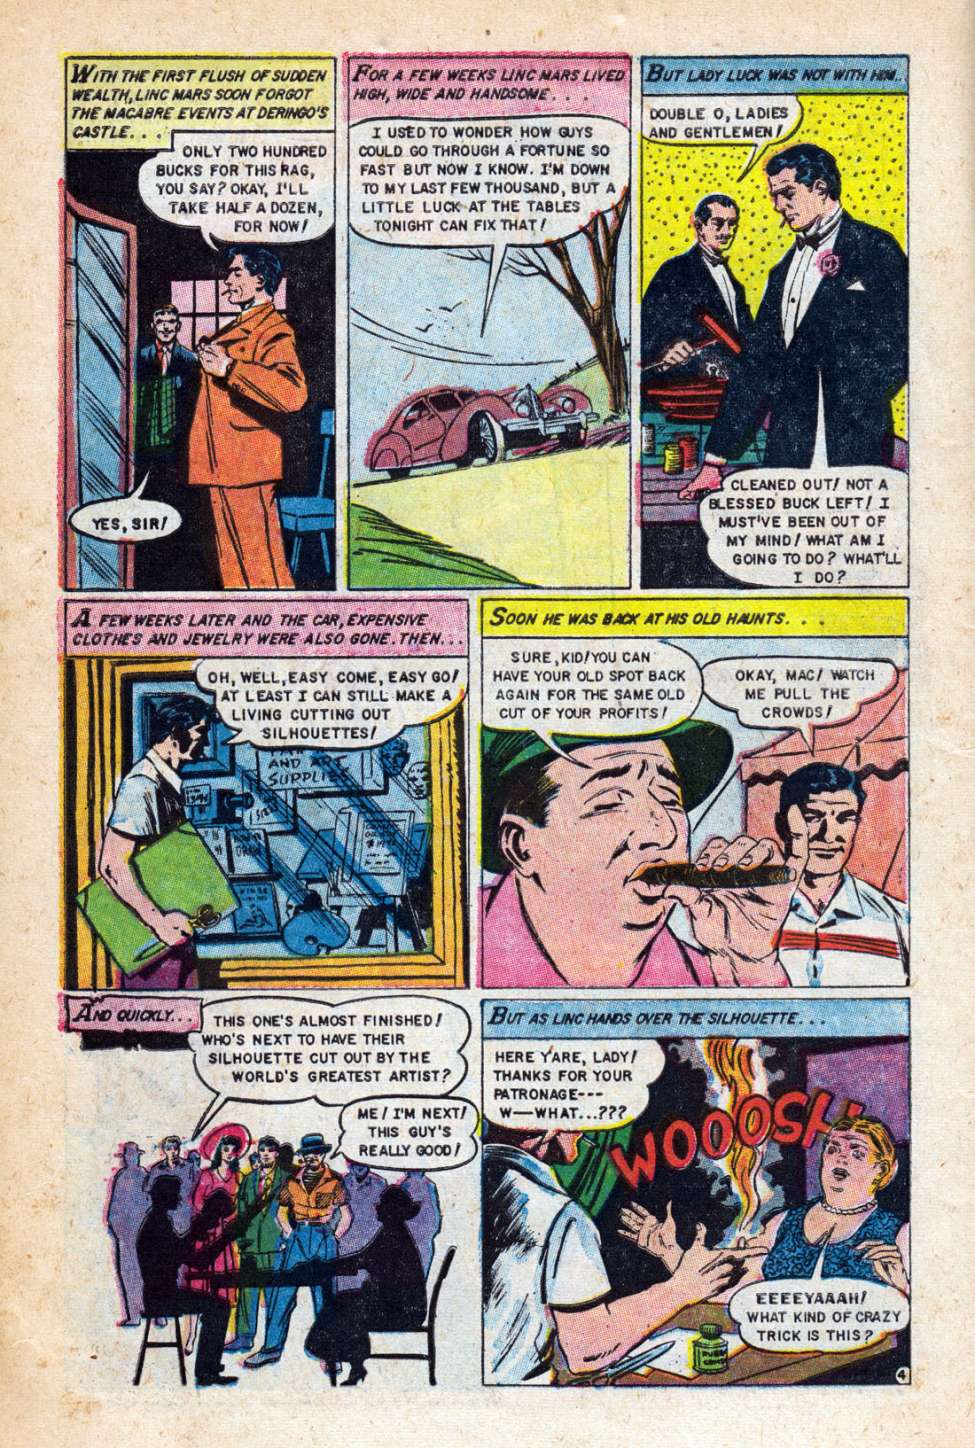 WITH THE FIRST FLUSH OF SUDDEN
WEALTH, LINC MARS SOON FORGOT
THE MACABRE EVENTS AT DERINGO'S
CASTLE. . .
ONLY TWO HUNDRED
BUCKS FOR THIS RAG,
YOU SAY? OKAY, I'LL
TAKE HALF A DOZEN,
FOR NOW!
YES, SIR!
FOR A FEW WEEKS LINC MARS LIVED
HIGH, WIDE AND HANDSOME. . .
I USED TO WONDER HOW GUYS
COULD GO THROUGH A FORTUNE SO
FAST BUT NOW I KNOW. I'M DOWN
TO MY LAST FEW THOUSAND, BUT A
LITTLE LUCK AT THE TABLES
TONIGHT CAN FIX THAT!
BUT LADY LUCK WAS NOT WITH HIM..
DOUBLE O, LADIES
AND GENTLEMEN!
CLEANED OUT! NOT A
BLESSED BUCK LEFT! I
MUST'VE BEEN OUT OF
MY MIND! WHAT AM I
GOING TO DO? WHAT'LL
I DO?
A FEW WEEKS LATER AND THE CAR, EXPENSIVE
CLOTHES AND JEWELRY WERE ALSO GONE. THEN...
OH, WELL, EASY COME, EASY GO!
AT LEAST I CAN STILL MAKE A
LIVING CUTTING OUT
SILHOUETTES!
AND ART
SUPPLIES
SOON HE WAS BACK AT HIS OLD HAUNTS. . .
SURE, KID! YOU CAN
HAVE YOUR OLD SPOT BACK
AGAIN FOR THE SAME OLD
CUT OF YOUR PROFITS!
OKAY, MAC! WATCH
ME PULL THE
CROWDS!
AND QUICKLY...
THIS ONE'S ALMOST FINISHED!
WHO'S NEXT TO HAVE THEIR
SILHOUETTE CUT OUT BY THE
WORLD'S GREATEST ARTIST?
ME! I'M NEXT!
THIS GUY'S
REALLY GOOD!
BUT AS LINC HANDS OVER THE SILHOUETTE...
HERE Y'ARE, LADY!
THANKS FOR YOUR
PATRONAGE---
W—WHAT...???
WOOOSH
EEEEYAAAH!
WHAT KIND OF CRAZY
TRICK IS THIS?
4